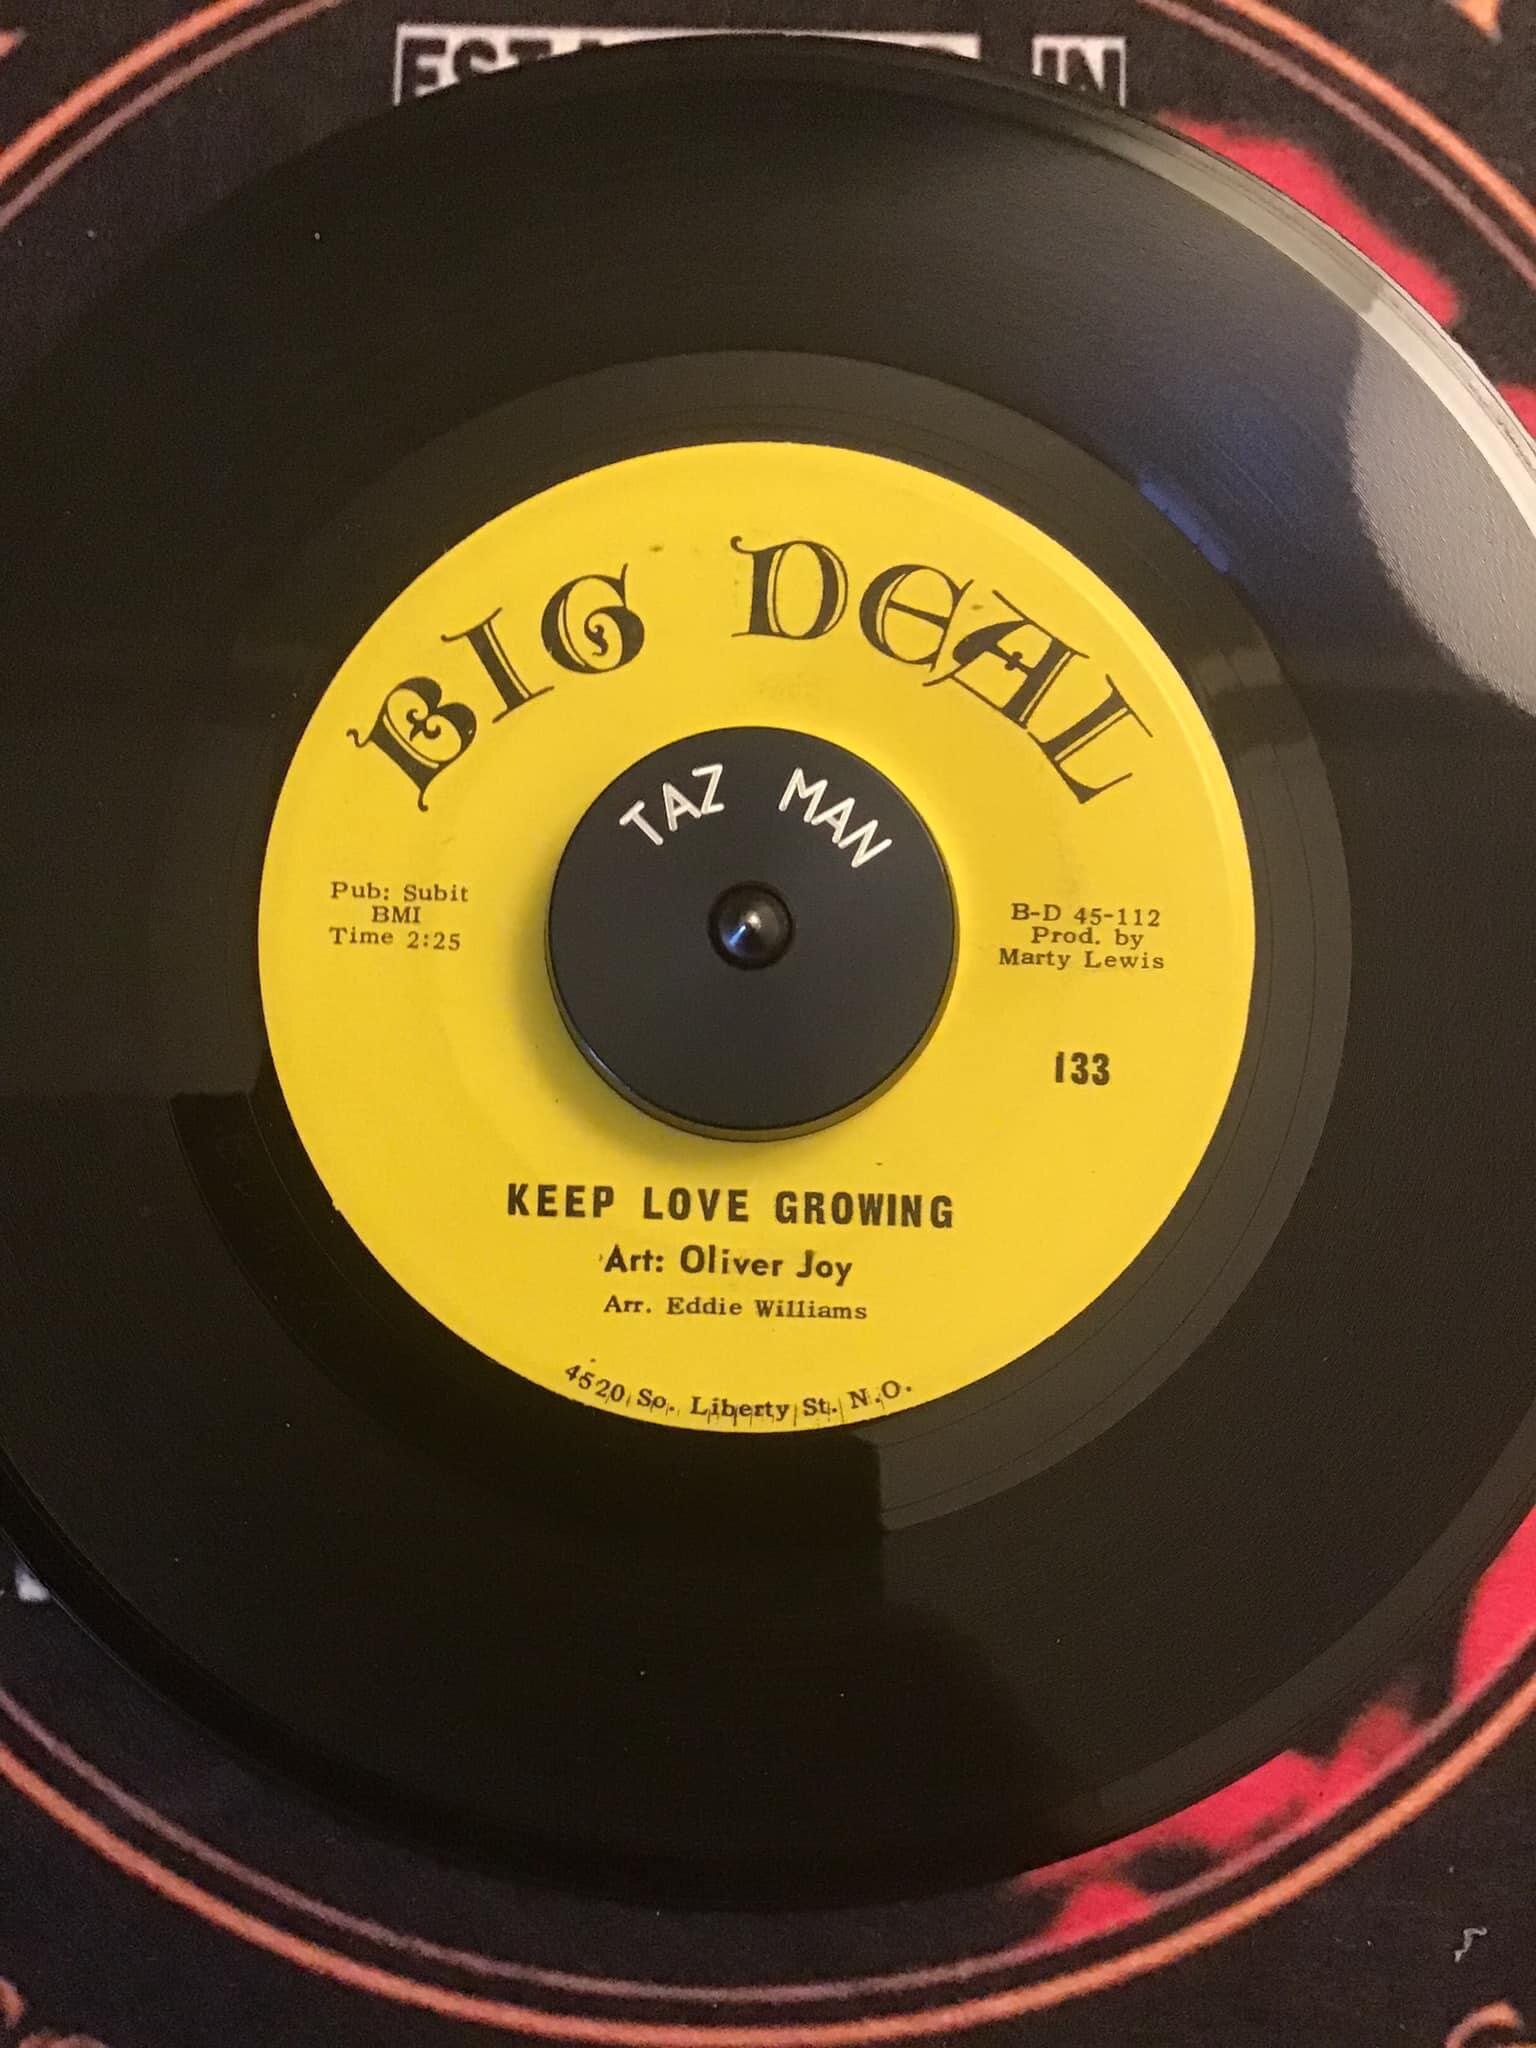 IN
BIG DEAL
TAZ MAN
Pub: Subit
BMI
Time 2:25
B-D 45-112
Prod. by
Marty Lewis
133
KEEP LOVE GROWING
Art: Oliver Joy
Arr. Eddie Williams
4520 So. Liberty St. N.O.